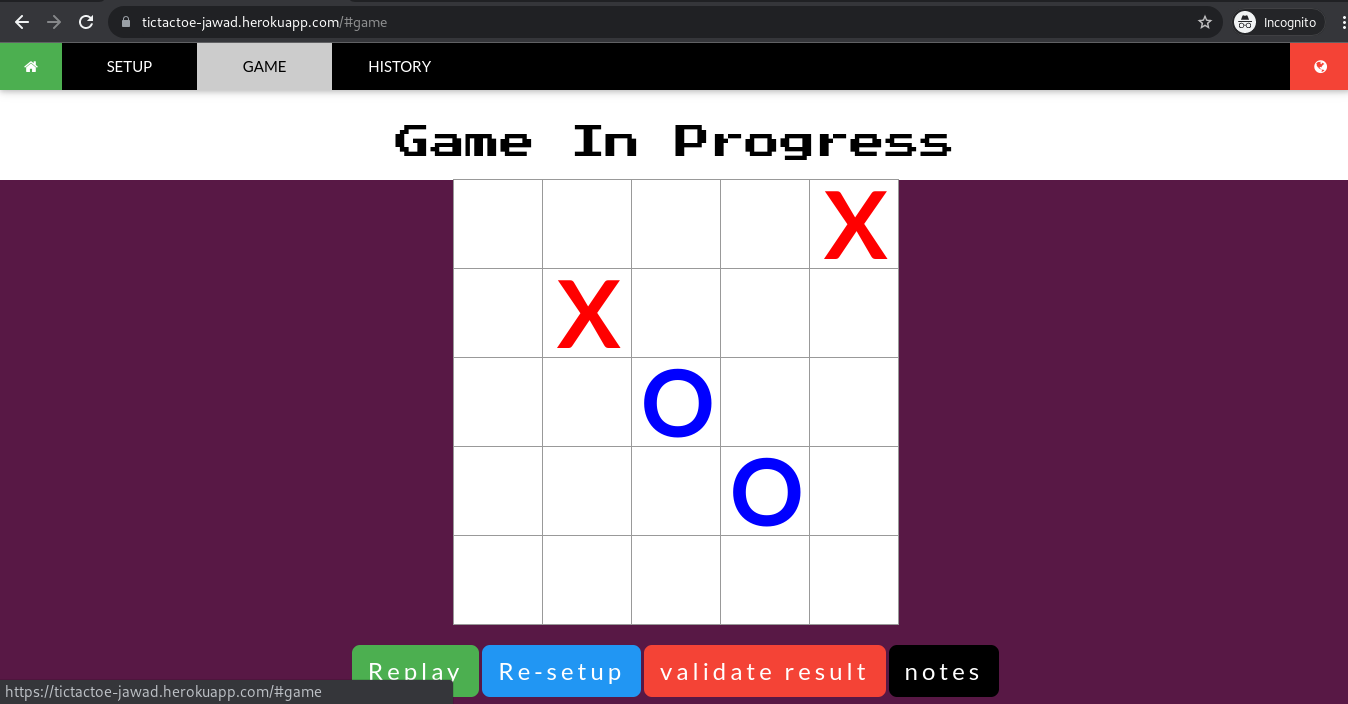 tictactoe-jawad.herokuapp.com/#game Incognito
SETUP GAME HISTORY
Game In Progress
X
X
O
O
Replay Re-setup validate result notes
https://tictactoe-jawad.herokuapp.com/#game